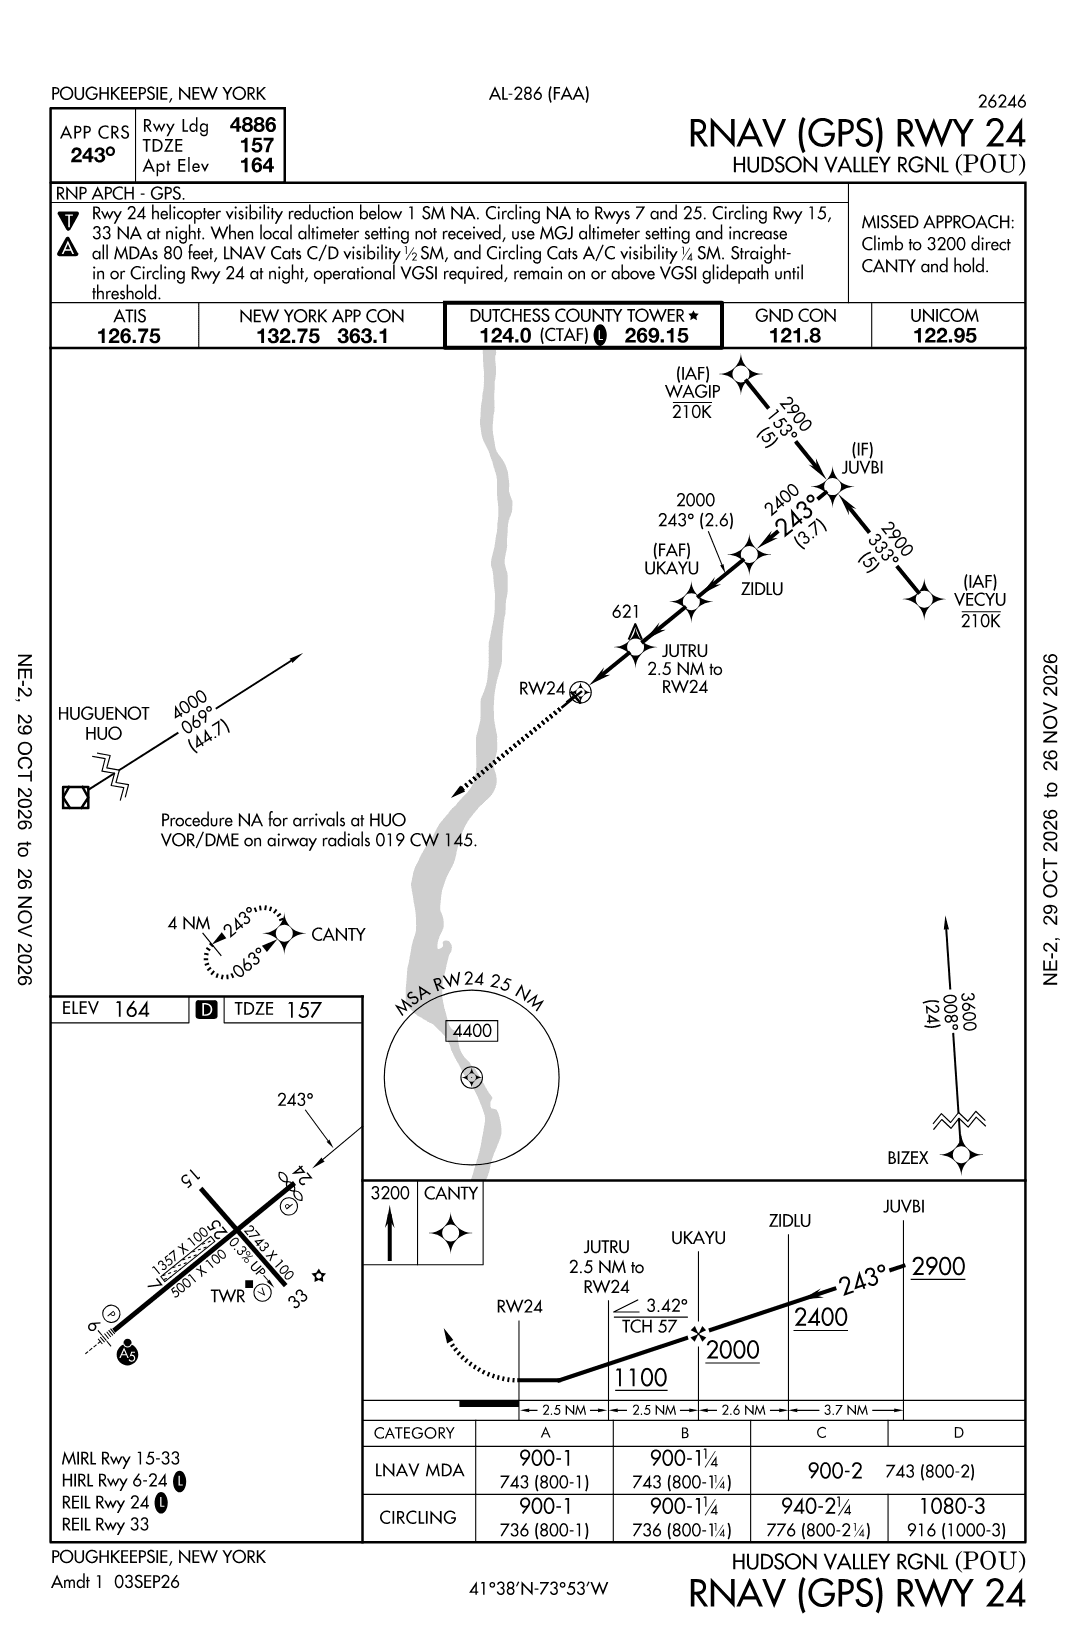 POUGHKEEPSIE, NEW YORK
AL-286 (FAA)
26246
APP CRS
243°
Rwy Ldg 4886
TDZE 157
Apt Elev 164
RNAV (GPS) RWY 24
HUDSON VALLEY RGNL (POU)
RNP APCH - GPS.
T
A
Rwy 24 helicopter visibility reduction below 1 SM NA. Circling NA to Rwys 7 and 25. Circling Rwy 15,
33 NA at night. When local altimeter setting not received, use MGJ altimeter setting and increase
all MDAs 80 feet, LNAV Cats C/D visibility ½ SM, and Circling Cats A/C visibility ¼ SM. Straight-
in or Circling Rwy 24 at night, operational VGSI required, remain on or above VGSI glidepath until
threshold.
MISSED APPROACH:
Climb to 3200 direct
CANTY and hold.
ATIS
126.75
NEW YORK APP CON
132.75 363.1
DUTCHESS COUNTY TOWER ★
124.0 (CTAF) L 269.15
GND CON
121.8
UNICOM
122.95
(IAF)
WAGIP
210K
2900
153°
(5)
(IF)
JUVBI
2400
243°
(3.7)
2000
243° (2.6)
2900
333°
(5)
(FAF)
UKAYU
ZIDLU
(IAF)
VECYU
210K
621
JUTRU
2.5 NM to
RW24
RW24
HUGUENOT
HUO
4000
069°
(44.7)
Procedure NA for arrivals at HUO
VOR/DME on airway radials 019 CW 145.
4 NM
243°
063°
CANTY
MSA RW24 25 NM
4400
3600
008°
(24)
BIZEX
NE-2, 29 OCT 2026 to 26 NOV 2026
NE-2, 29 OCT 2026 to 26 NOV 2026
ELEV 164
D
TDZE 157
243°
15
24
P
1357 X 100
25
2743 X 100
0.3% UP
7
5001 X 100
TWR
V
33
P
6
A5
MIRL Rwy 15-33
HIRL Rwy 6-24 L
REIL Rwy 24 L
REIL Rwy 33
3200
CANTY
JUVBI
ZIDLU
UKAYU
JUTRU
2.5 NM to
RW24
RW24
3.42°
TCH 57
243°
2900
2400
2000
1100
2.5 NM
2.5 NM
2.6 NM
3.7 NM
CATEGORY A B C D
LNAV MDA
900-1
743 (800-1)
900-1¼
743 (800-1¼)
900-2 743 (800-2)
CIRCLING
900-1
736 (800-1)
900-1¼
736 (800-1¼)
940-2¼
776 (800-2¼)
1080-3
916 (1000-3)
POUGHKEEPSIE, NEW YORK
Amdt 1 03SEP26
41°38'N-73°53'W
HUDSON VALLEY RGNL (POU)
RNAV (GPS) RWY 24